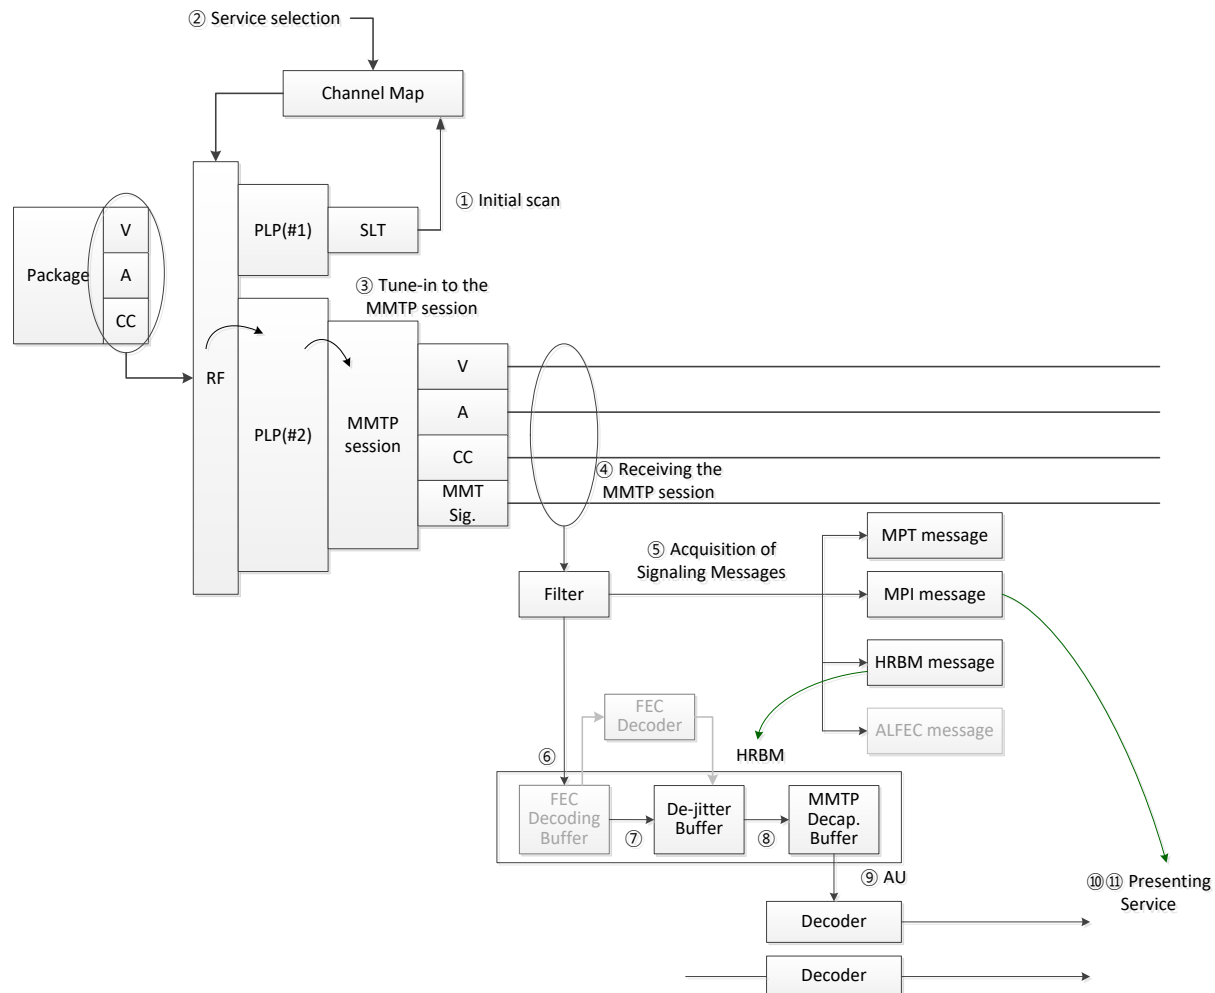 ② Service selection
Channel Map
① Initial scan
PLP(#1)
SLT
Package
V
A
CC
③ Tune-in to the
MMTP session
RF
PLP(#2)
MMTP
session
V
A
CC
MMT
Sig.
④ Receiving the
MMTP session
⑤ Acquisition of
Signaling Messages
Filter
MPT message
MPI message
HRBM message
ALFEC message
FEC
Decoder
HRBM
⑥
FEC
Decoding
Buffer
⑦
De-jitter
Buffer
⑧
MMTP
Decap.
Buffer
⑨ AU
⑩⑪ Presenting
Service
Decoder
Decoder